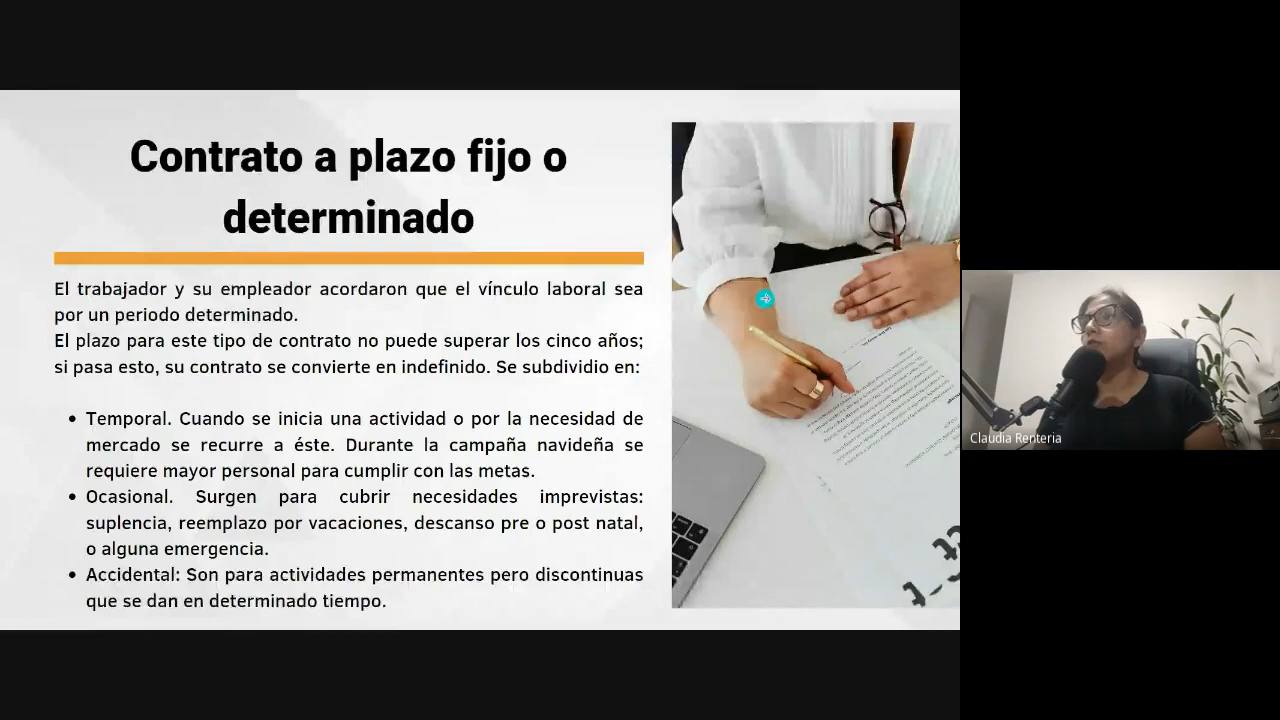 Contrato a plazo fijo o
determinado
El trabajador y su empleador acordaron que el vínculo laboral sea
por un periodo determinado.
El plazo para este tipo de contrato no puede superar los cinco años;
si pasa esto, su contrato se convierte en indefinido. Se subdividio en:
• Temporal. Cuando se inicia una actividad o por la necesidad de
mercado se recurre a éste. Durante la campaña navideña se
requiere mayor personal para cumplir con las metas.
• Ocasional. Surgen para cubrir necesidades imprevistas:
suplencia, reemplazo por vacaciones, descanso pre o post natal,
o alguna emergencia.
• Accidental: Son para actividades permanentes pero discontinuas
que se dan en determinado tiempo.
Claudia Renteria